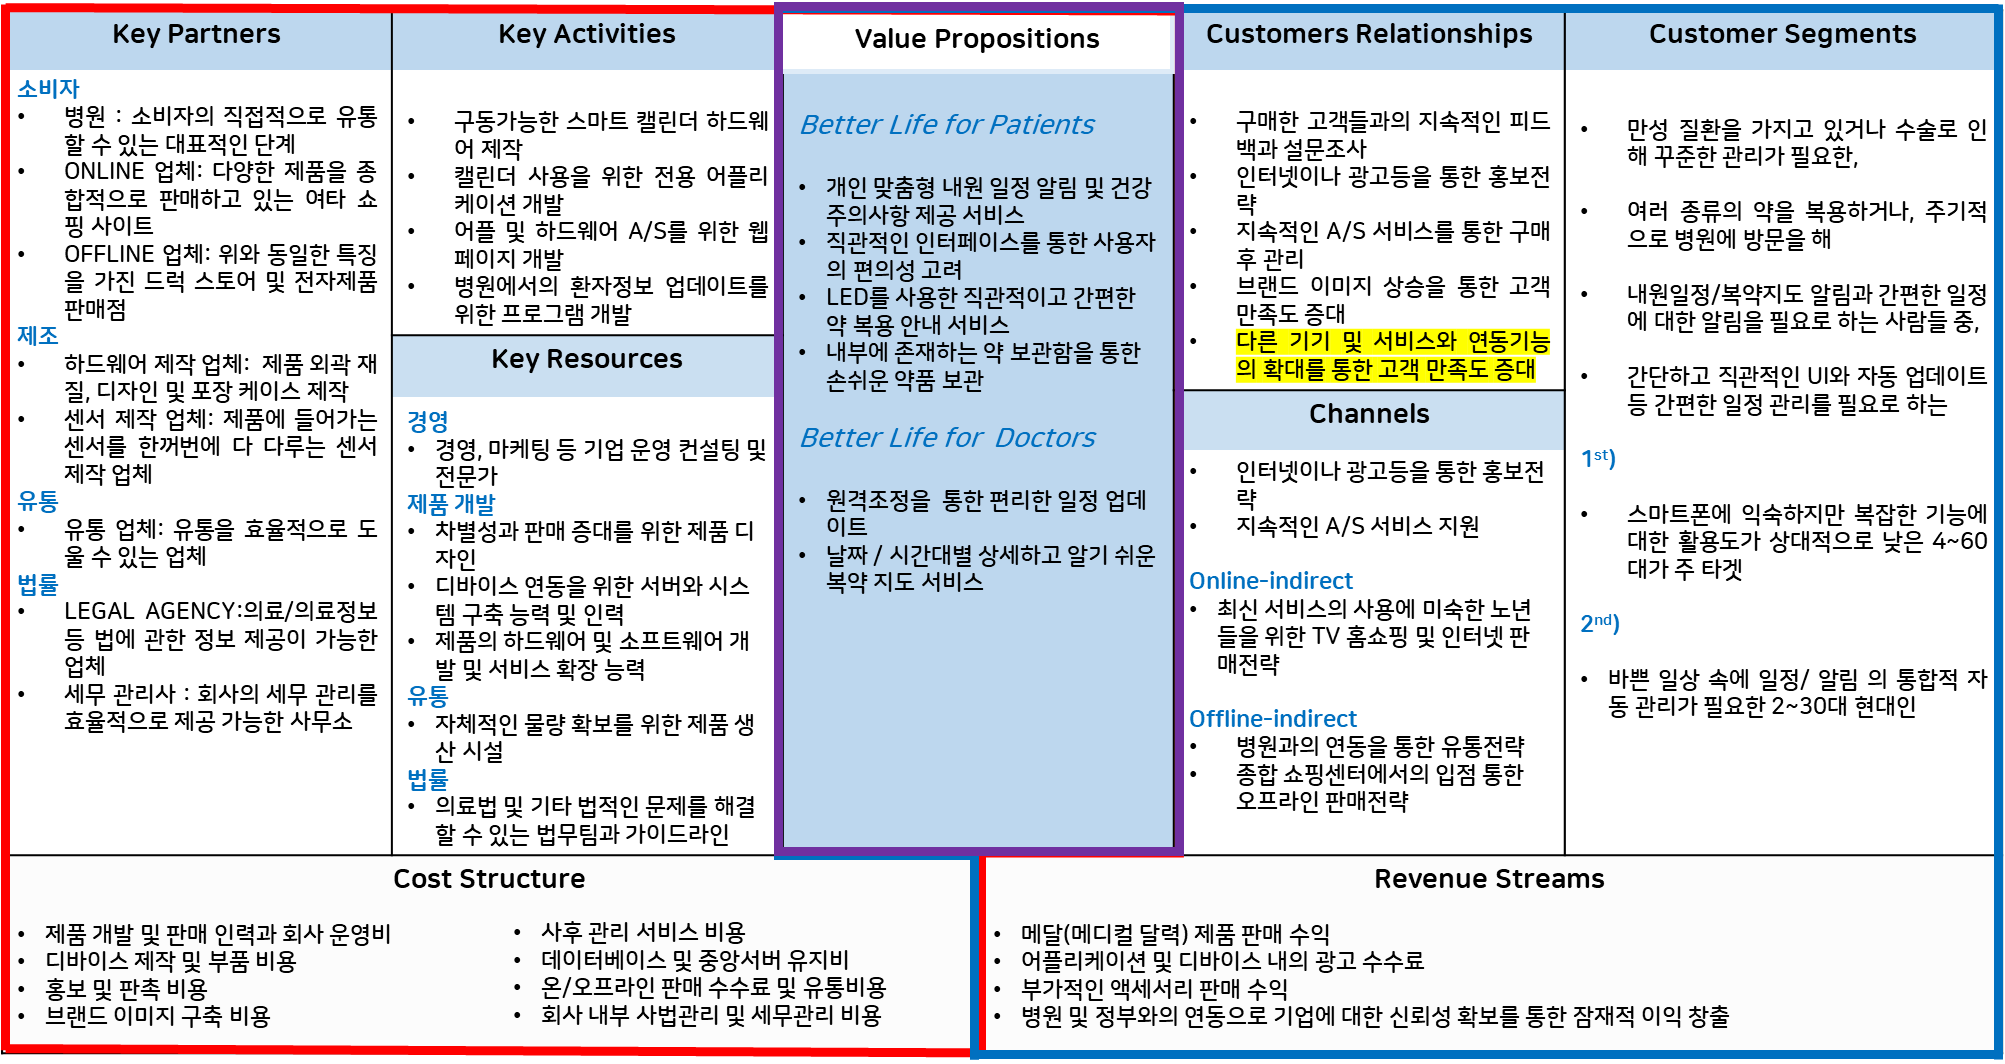 Key Partners
소비자
• 병원 : 소비자의 직접적으로 유통
할 수 있는 대표적인 단계
• ONLINE 업체: 다양한 제품을 종
합적으로 판매하고 있는 여타 쇼
핑 사이트
• OFFLINE 업체: 위와 동일한 특징
을 가진 드럭 스토어 및 전자제품
판매점
제조
• 하드웨어 제작 업체: 제품 외곽 재
질, 디자인 및 포장 케이스 제작
• 센서 제작 업체: 제품에 들어가는
센서를 한꺼번에 다 다루는 센서
제작 업체
유통
• 유통 업체: 유통을 효율적으로 도
울 수 있는 업체
법률
• LEGAL AGENCY:의료/의료정보
등 법에 관한 정보 제공이 가능한
업체
• 세무 관리사 : 회사의 세무 관리를
효율적으로 제공 가능한 사무소
Key Activities
• 구동가능한 스마트 캘린더 하드웨
어 제작
• 캘린더 사용을 위한 전용 어플리
케이션 개발
• 어플 및 하드웨어 A/S를 위한 웹
페이지 개발
• 병원에서의 환자정보 업데이트를
위한 프로그램 개발
Key Resources
경영
• 경영, 마케팅 등 기업 운영 컨설팅 및
전문가
제품 개발
• 차별성과 판매 증대를 위한 제품 디
자인
• 디바이스 연동을 위한 서버와 시스
템 구축 능력 및 인력
• 제품의 하드웨어 및 소프트웨어 개
발 및 서비스 확장 능력
유통
• 자체적인 물량 확보를 위한 제품 생
산 시설
법률
• 의료법 및 기타 법적인 문제를 해결
할 수 있는 법무팀과 가이드라인
Value Propositions
Better Life for Patients
• 개인 맞춤형 내원 일정 알림 및 건강
주의사항 제공 서비스
• 직관적인 인터페이스를 통한 사용자
의 편의성 고려
• LED를 사용한 직관적이고 간편한
약 복용 안내 서비스
• 내부에 존재하는 약 보관함을 통한
손쉬운 약품 보관
Better Life for Doctors
• 원격조정을 통한 편리한 일정 업데
이트
• 날짜 / 시간대별 상세하고 알기 쉬운
복약 지도 서비스
Customers Relationships
• 구매한 고객들과의 지속적인 피드
백과 설문조사
• 인터넷이나 광고등을 통한 홍보전
략
• 지속적인 A/S 서비스를 통한 구매
후 관리
• 브랜드 이미지 상승을 통한 고객
만족도 증대
• 다른 기기 및 서비스와 연동기능
의 확대를 통한 고객 만족도 증대
Channels
• 인터넷이나 광고등을 통한 홍보전
략
• 지속적인 A/S 서비스 지원
Online-indirect
• 최신 서비스의 사용에 미숙한 노년
들을 위한 TV 홈쇼핑 및 인터넷 판
매전략
Offline-indirect
• 병원과의 연동을 통한 유통전략
• 종합 쇼핑센터에서의 입점 통한
오프라인 판매전략
Customer Segments
• 만성 질환을 가지고 있거나 수술로 인
해 꾸준한 관리가 필요한,
• 여러 종류의 약을 복용하거나, 주기적
으로 병원에 방문을 해
• 내원일정/복약지도 알림과 간편한 일정
에 대한 알림을 필요로 하는 사람들 중,
• 간단하고 직관적인 UI와 자동 업데이트
등 간편한 일정 관리를 필요로 하는
1st)
• 스마트폰에 익숙하지만 복잡한 기능에
대한 활용도가 상대적으로 낮은 4~60
대가 주 타겟
2nd)
• 바쁜 일상 속에 일정/ 알림 의 통합적 자
동 관리가 필요한 2~30대 현대인
Cost Structure
• 제품 개발 및 판매 인력과 회사 운영비
• 디바이스 제작 및 부품 비용
• 홍보 및 판촉 비용
• 브랜드 이미지 구축 비용
• 사후 관리 서비스 비용
• 데이터베이스 및 중앙서버 유지비
• 온/오프라인 판매 수수료 및 유통비용
• 회사 내부 사법관리 및 세무관리 비용
Revenue Streams
• 메달(메디컬 달력) 제품 판매 수익
• 어플리케이션 및 디바이스 내의 광고 수수료
• 부가적인 액세서리 판매 수익
• 병원 및 정부와의 연동으로 기업에 대한 신뢰성 확보를 통한 잠재적 이익 창출